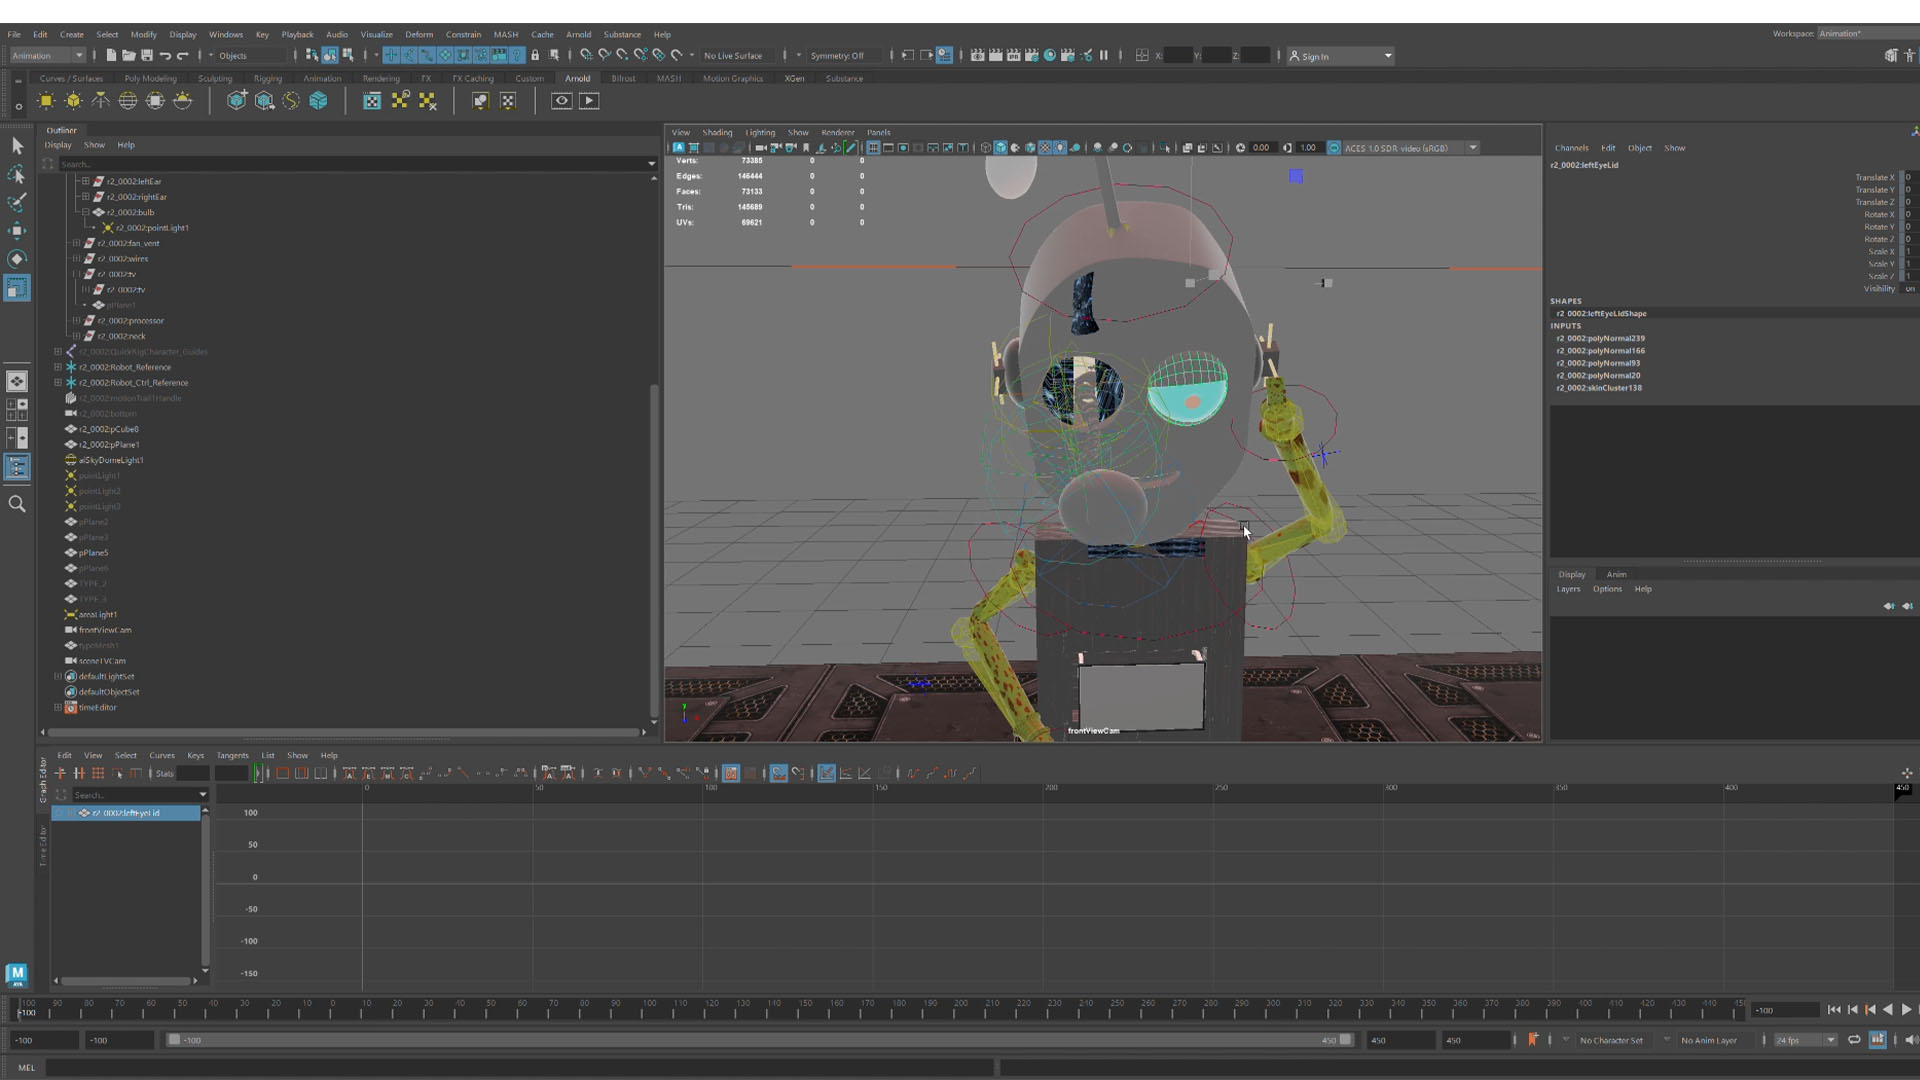 File Edit Create Select Modify Display Windows Key Playback Audio Visualize Deform Constrain MASH Cache Arnold Substance Help
Workspace: Animation*
Animation Objects No Live Surface Symmetry: Off X: Y: Z: Sign In
Curves / Surfaces Poly Modeling Sculpting Rigging Animation Rendering FX FX Caching Custom Arnold Bifrost MASH Motion Graphics XGen Substance
Outliner
Display Show Help
Search...
r2_0002:leftEar
r2_0002:rightEar
r2_0002:bulb
r2_0002:pointLight1
r2_0002:fan_vent
r2_0002:wires
r2_0002:tv
r2_0002:tv
pPlane1
r2_0002:processor
r2_0002:neck
r2_0002:QuickRigCharacter_Guides
r2_0002:Robot_Reference
r2_0002:Robot_Ctrl_Reference
r2_0002:motionTrail1Handle
r2_0002:bottom
r2_0002:pCube8
r2_0002:pPlane1
aiSkyDomeLight1
pointLight1
pointLight2
pointLight3
pPlane2
pPlane3
pPlane5
pPlane6
TYPE_2
TYPE_3
areaLight1
frontViewCam
typeMesh1
sceneTVCam
defaultLightSet
defaultObjectSet
timeEditor
View Shading Lighting Show Renderer Panels
0.00 1.00 ACES 1.0 SDR-video (sRGB)
Verts: 73385 0 0
Edges: 146444 0 0
Faces: 73133 0 0
Tris: 145689 0 0
UVs: 69621 0 0
frontViewCam
Channels Edit Object Show
r2_0002:leftEyeLid
Translate X 0
Translate Y 0
Translate Z 0
Rotate X 0
Rotate Y 0
Rotate Z 0
Scale X 1
Scale Y 1
Scale Z 1
Visibility on
SHAPES
r2_0002:leftEyeLidShape
INPUTS
r2_0002:polyNormal239
r2_0002:polyNormal166
r2_0002:polyNormal93
r2_0002:polyNormal20
r2_0002:skinCluster138
Display Anim
Layers Options Help
Graph Editor
Time Editor
Edit View Select Curves Keys Tangents List Show Help
Stats
Search...
r2_0002:leftEyeLid
0 50 100 150 200 250 300 350 400 450
100
50
0
-50
-100
-150
-100 90 80 70 60 50 40 30 20 10 0 10 20 30 40 50 60 70 80 90 100 110 120 130 140 150 160 170 180 190 200 210 220 230 240 250 260 270 280 290 300 310 320 330 340 350 360 370 380 390 400 410 420 430 440 45
-100
-100
-100 -100 -100 450 450 450 No Character Set No Anim Layer 24 fps
MEL